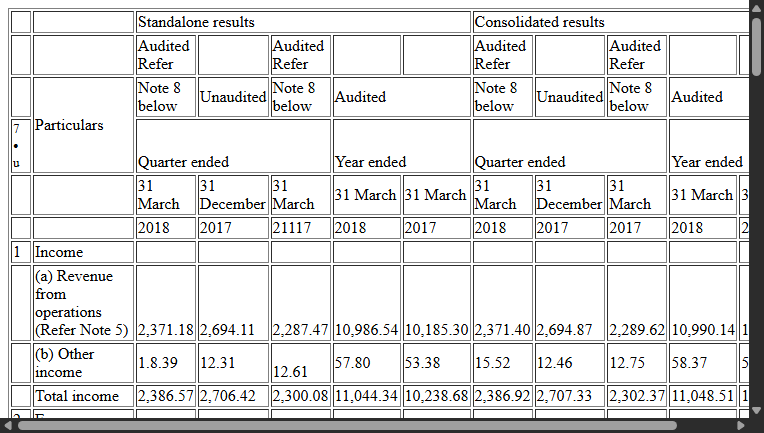 Standalone results Consolidated results
Audited Refer Audited Refer Audited Refer Audited Refer
Particulars Note 8 below Unaudited Note 8 below Audited Note 8 below Unaudited Note 8 below Audited
7 • u Quarter ended Year ended Quarter ended Year ended
31 March 31 December 31 March 31 March 31 March 31 March 31 December 31 March 31 March 3
2018 2017 21117 2018 2017 2018 2017 2017 2018 2
1 Income
(a) Revenue from operations (Refer Note 5) 2,371.18 2,694.11 2,287.47 10,986.54 10,185.30 2,371.40 2,694.87 2,289.62 10,990.14 1
(b) Other income 1.8.39 12.31 12.61 57.80 53.38 15.52 12.46 12.75 58.37 5
Total income 2,386.57 2,706.42 2,300.08 11,044.34 10,238.68 2,386.92 2,707.33 2,302.37 11,048.51 1